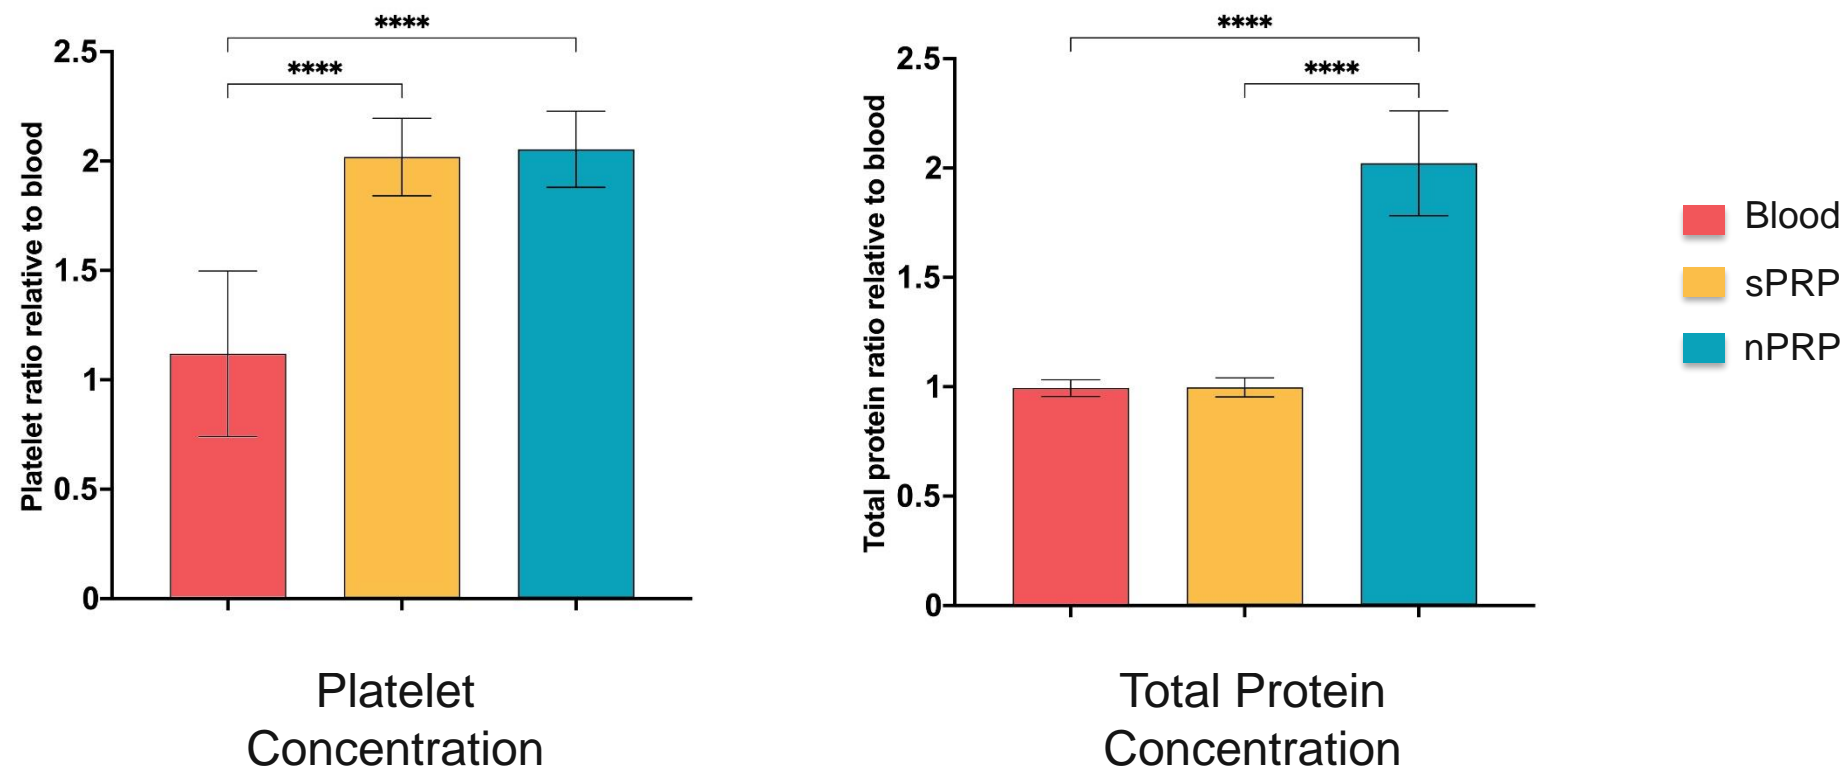 ****
****
2.5
2
1.5
1
0.5
0
Platelet ratio relative to blood
Platelet
Concentration
****
****
2.5
2
1.5
1
0.5
0
Total protein ratio relative to blood
Total Protein
Concentration
Blood
sPRP
nPRP